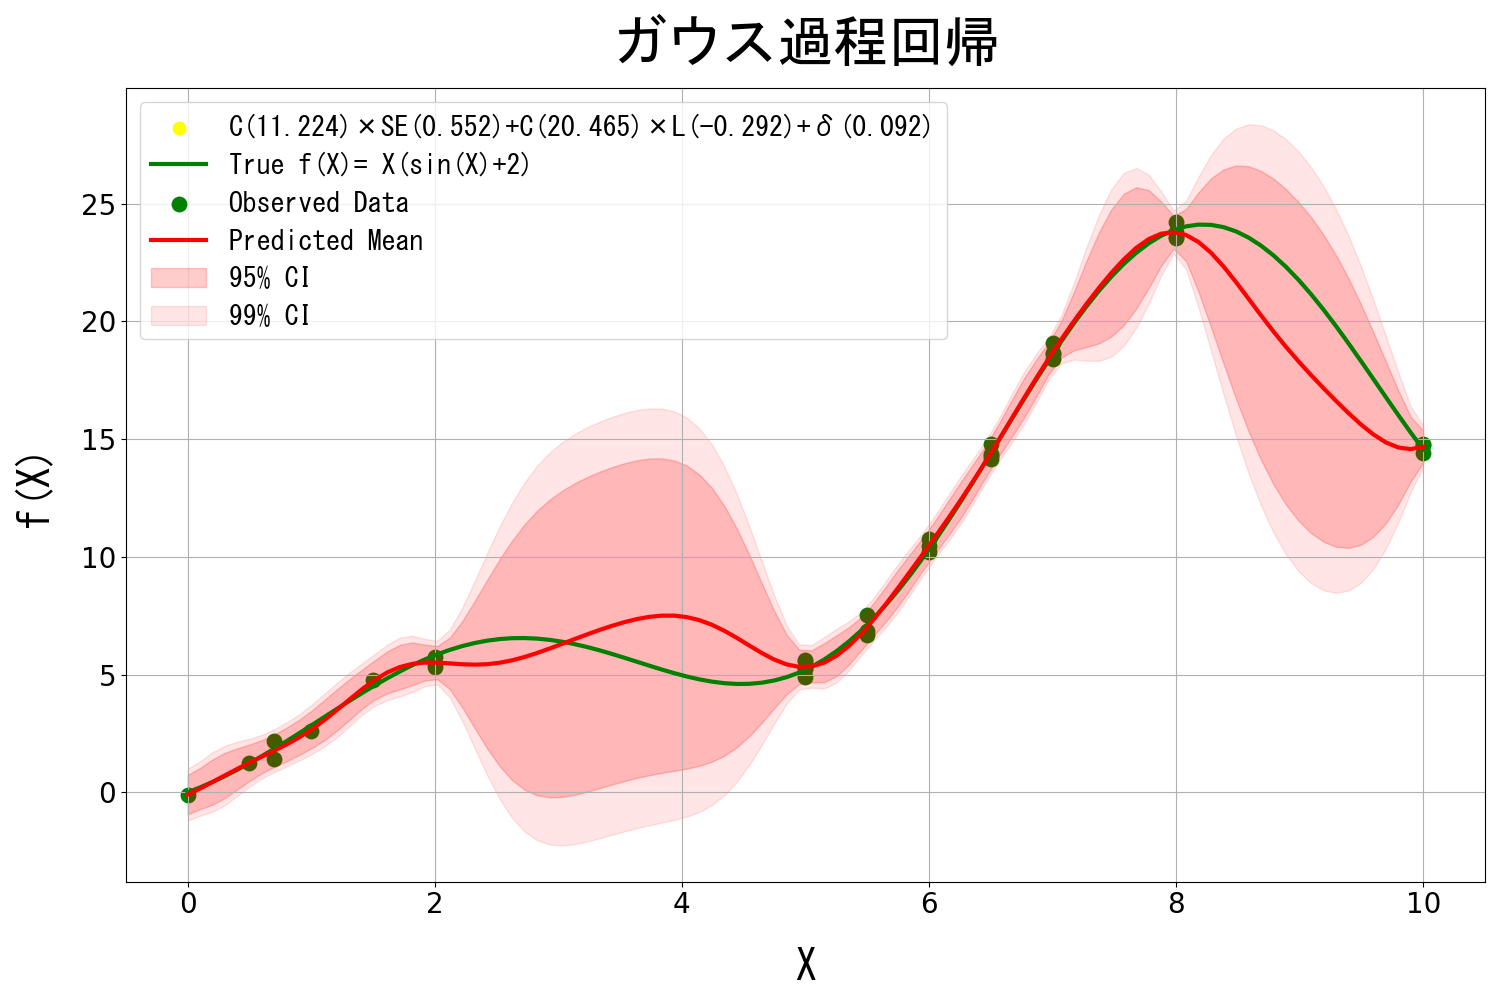 ガウス過程回帰
C(11.224)×SE(0.552)+C(20.465)×L(-0.292)+δ(0.092)
True f(X)= X(sin(X)+2)
Observed Data
Predicted Mean
95% CI
99% CI
25
20
15
10
5
0
f(X)
0 2 4 6 8 10
X